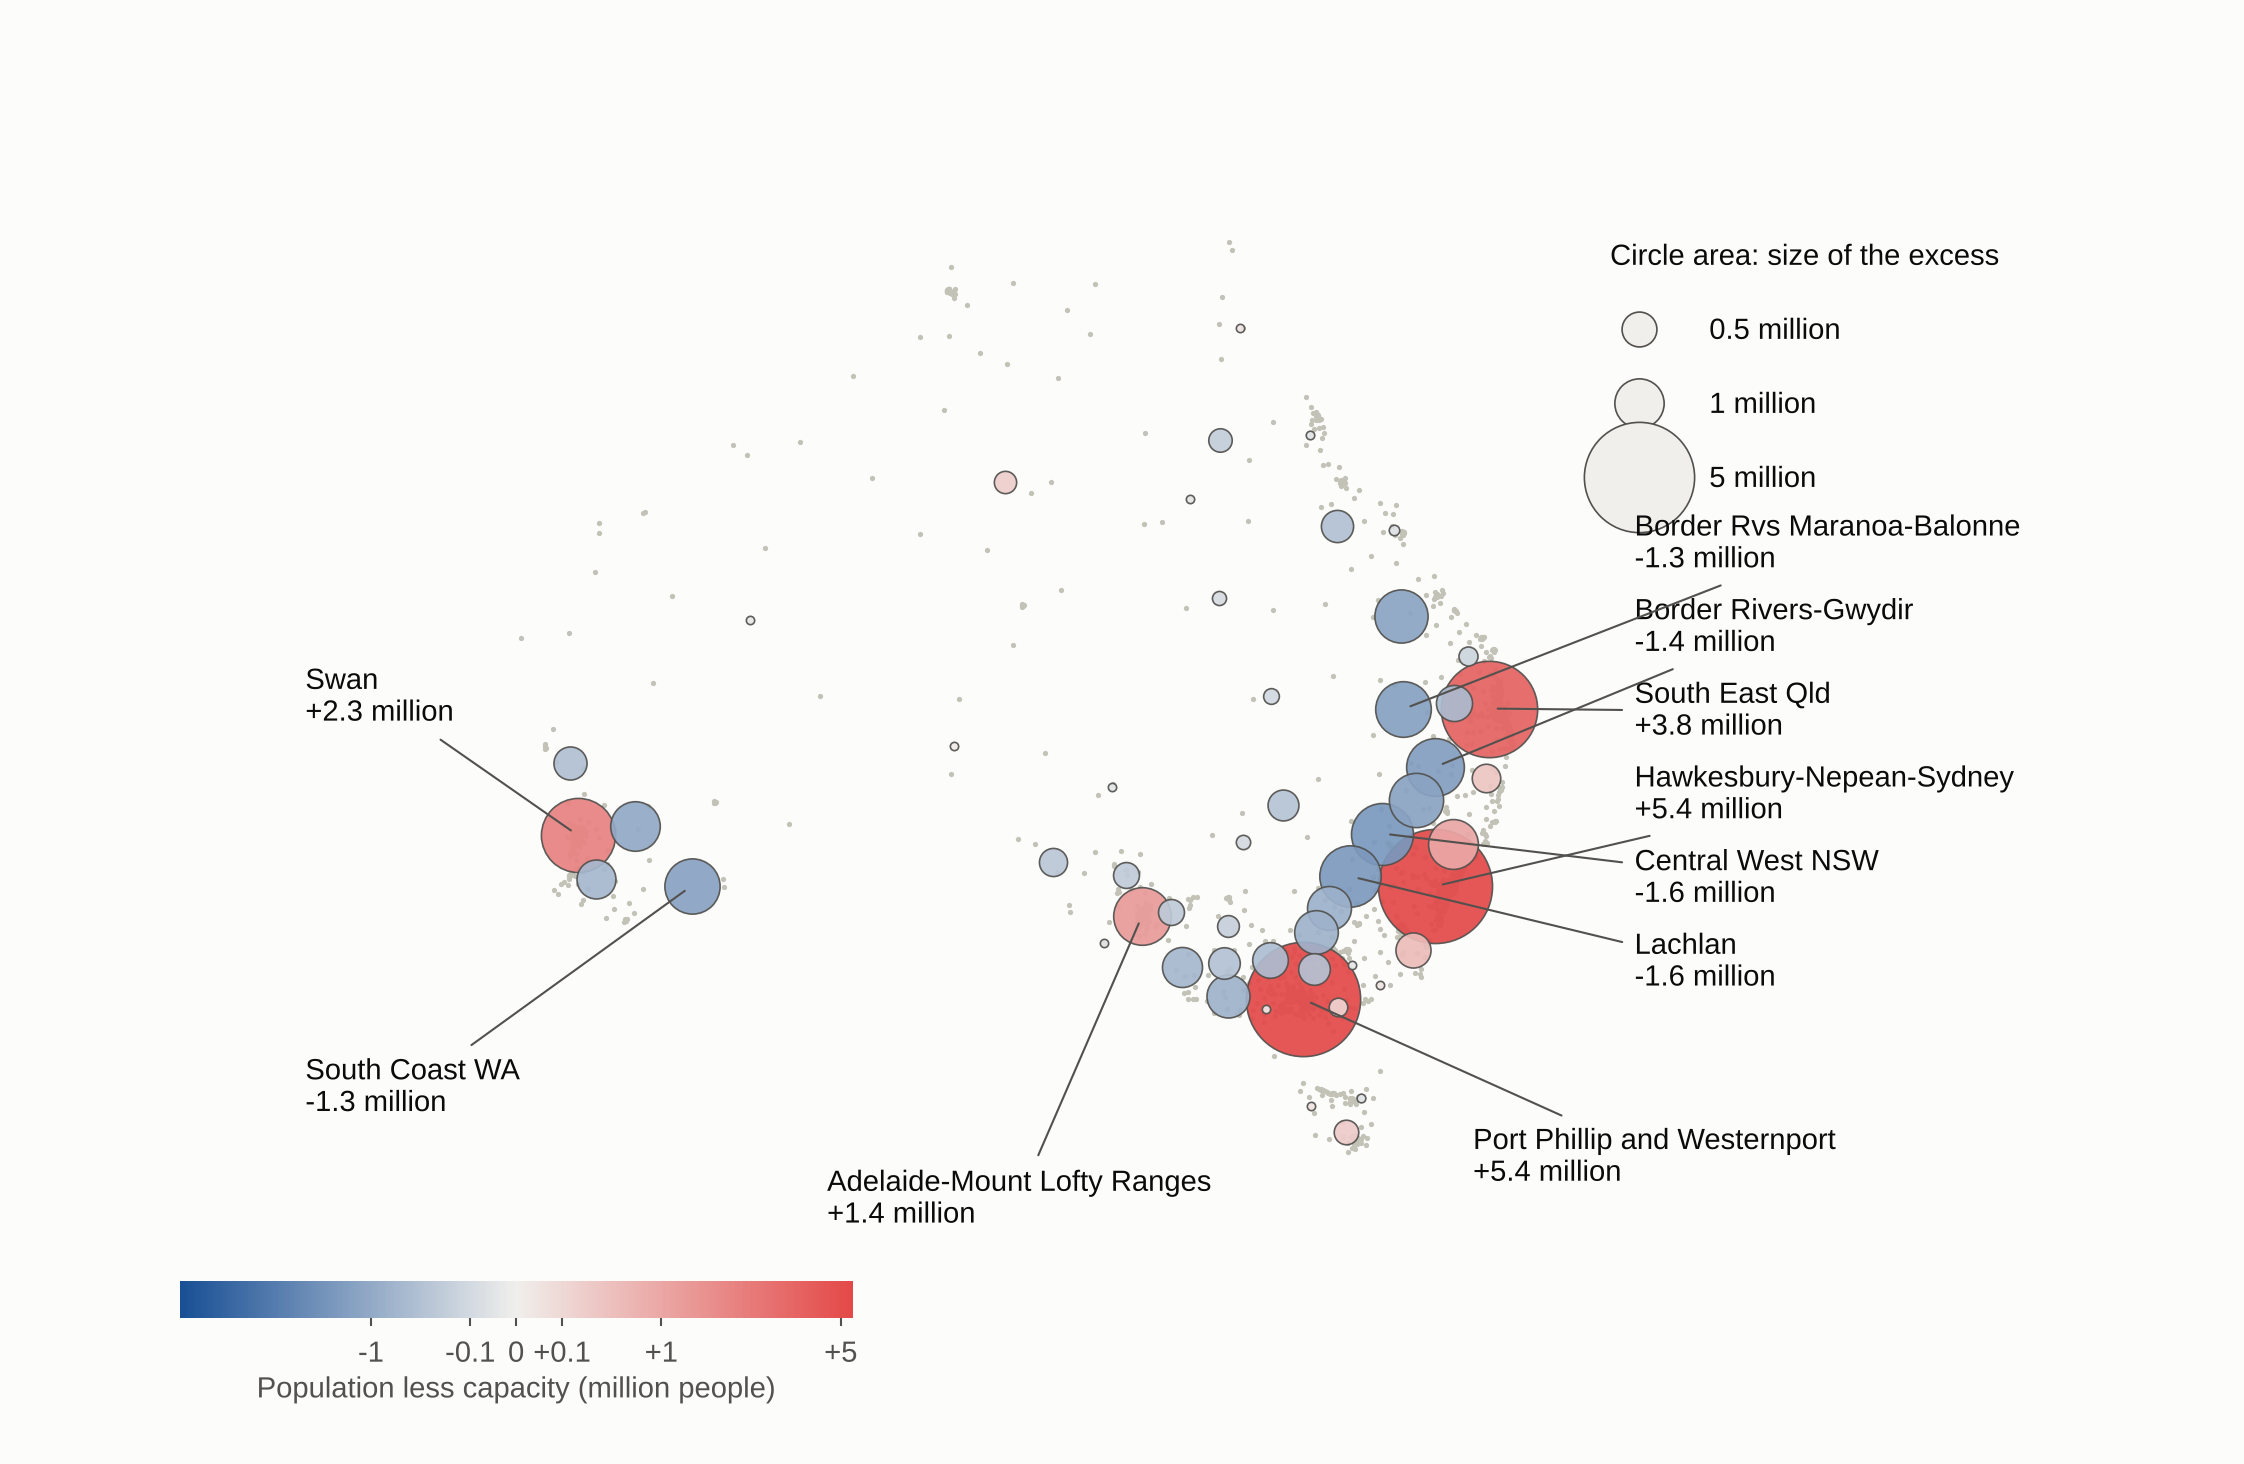 Circle area: size of the excess
0.5 million
1 million
5 million
Border Rvs Maranoa-Balonne
-1.3 million
Border Rivers-Gwydir
-1.4 million
South East Qld
+3.8 million
Hawkesbury-Nepean-Sydney
+5.4 million
Central West NSW
-1.6 million
Lachlan
-1.6 million
Swan
+2.3 million
South Coast WA
-1.3 million
Adelaide-Mount Lofty Ranges
+1.4 million
Port Phillip and Westernport
+5.4 million
-1 -0.1 0 +0.1 +1 +5
Population less capacity (million people)